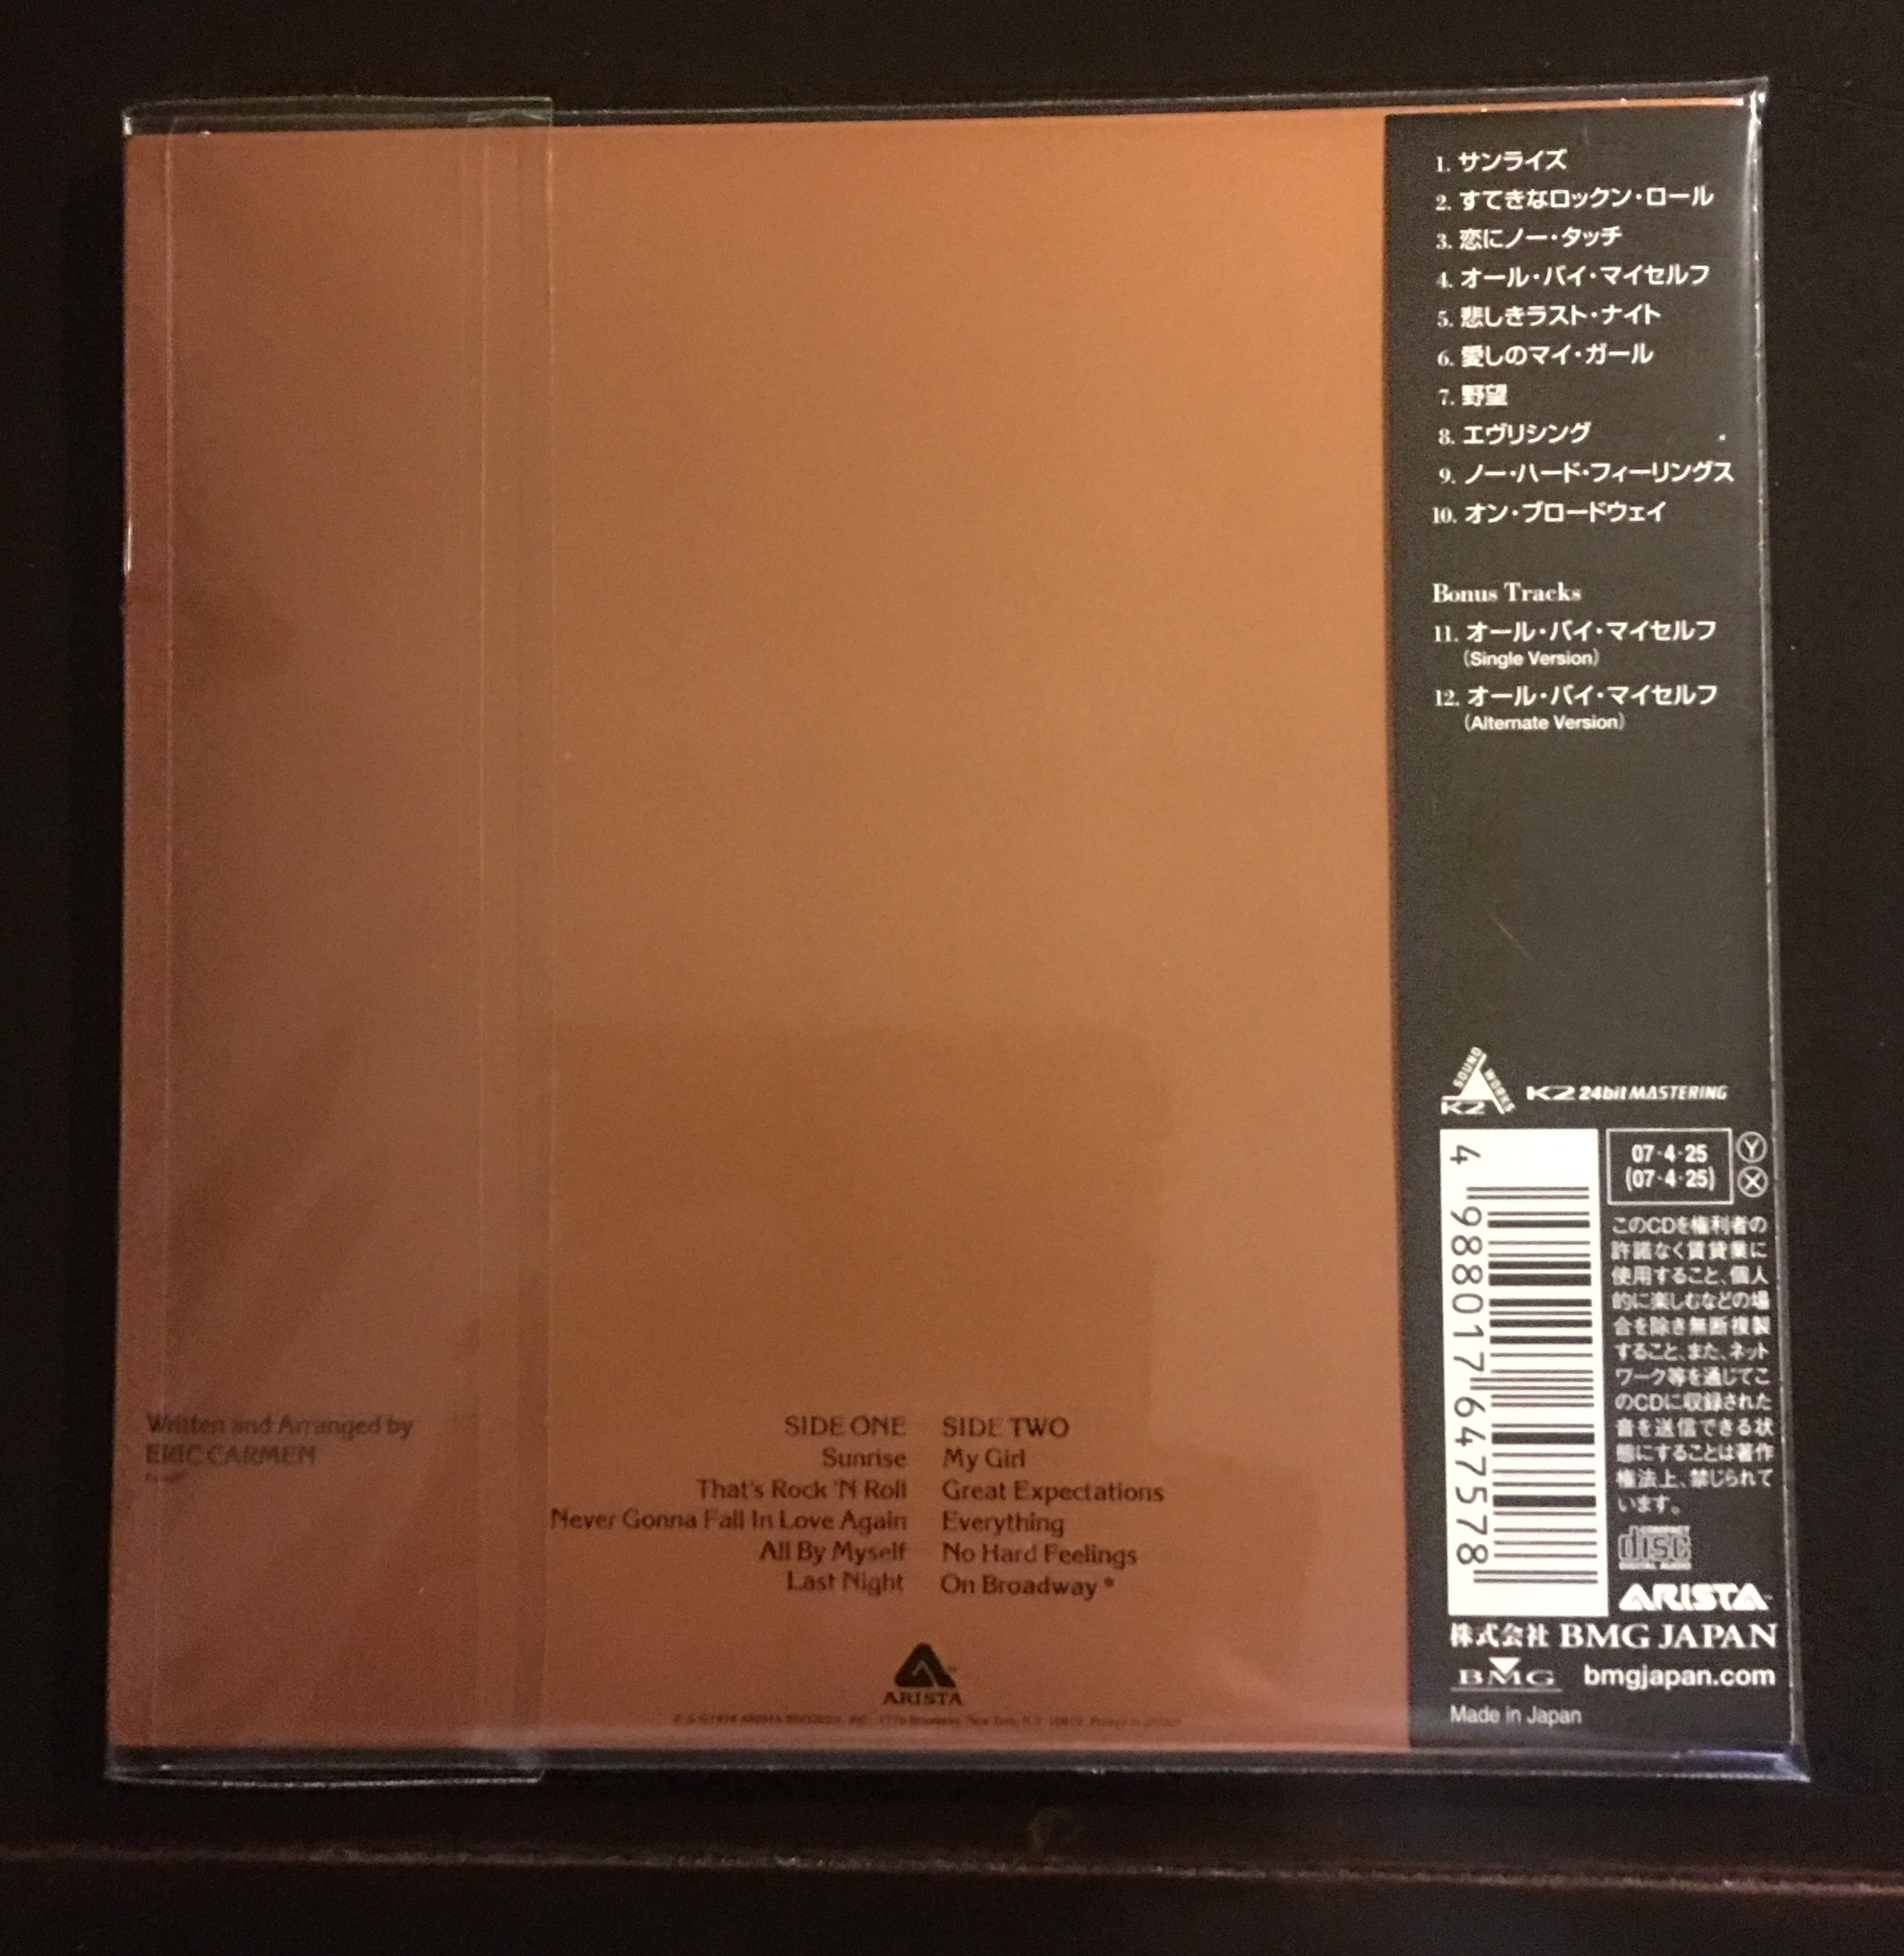 1. サンライズ
2. すてきなロックン・ロール
3. 恋にノー・タッチ
4. オール・バイ・マイセルフ
5. 悲しきラスト・ナイト
6. 愛しのマイ・ガール
7. 野望
8. エヴリシング
9. ノー・ハード・フィーリングス
10. オン・ブロードウェイ
Bonus Tracks
11. オール・バイ・マイセルフ
(Single Version)
12. オール・バイ・マイセルフ
(Alternate Version)
SOUND WORKS K2
K2 24bit MASTERING
4 988017 647578
07・4・25
(07・4・25)
Ⓨ
Ⓧ
このCDを権利者の
許諾なく賃貸業に
使用すること、個人
的に楽しむなどの場
合を除き無断複製
すること、また、ネット
ワーク等を通じてこ
のCDに収録された
音を送信できる状
態にすることは著作
権法上、禁じられて
います。
COMPACT
disc
DIGITAL AUDIO
ARISTA
株式会社 BMG JAPAN
BMG bmgjapan.com
Made in Japan
Written and Arranged by
ERIC CARMEN
SIDE ONE
Sunrise
That's Rock 'N Roll
Never Gonna Fall In Love Again
All By Myself
Last Night
SIDE TWO
My Girl
Great Expectations
Everything
No Hard Feelings
On Broadway *
ARISTA